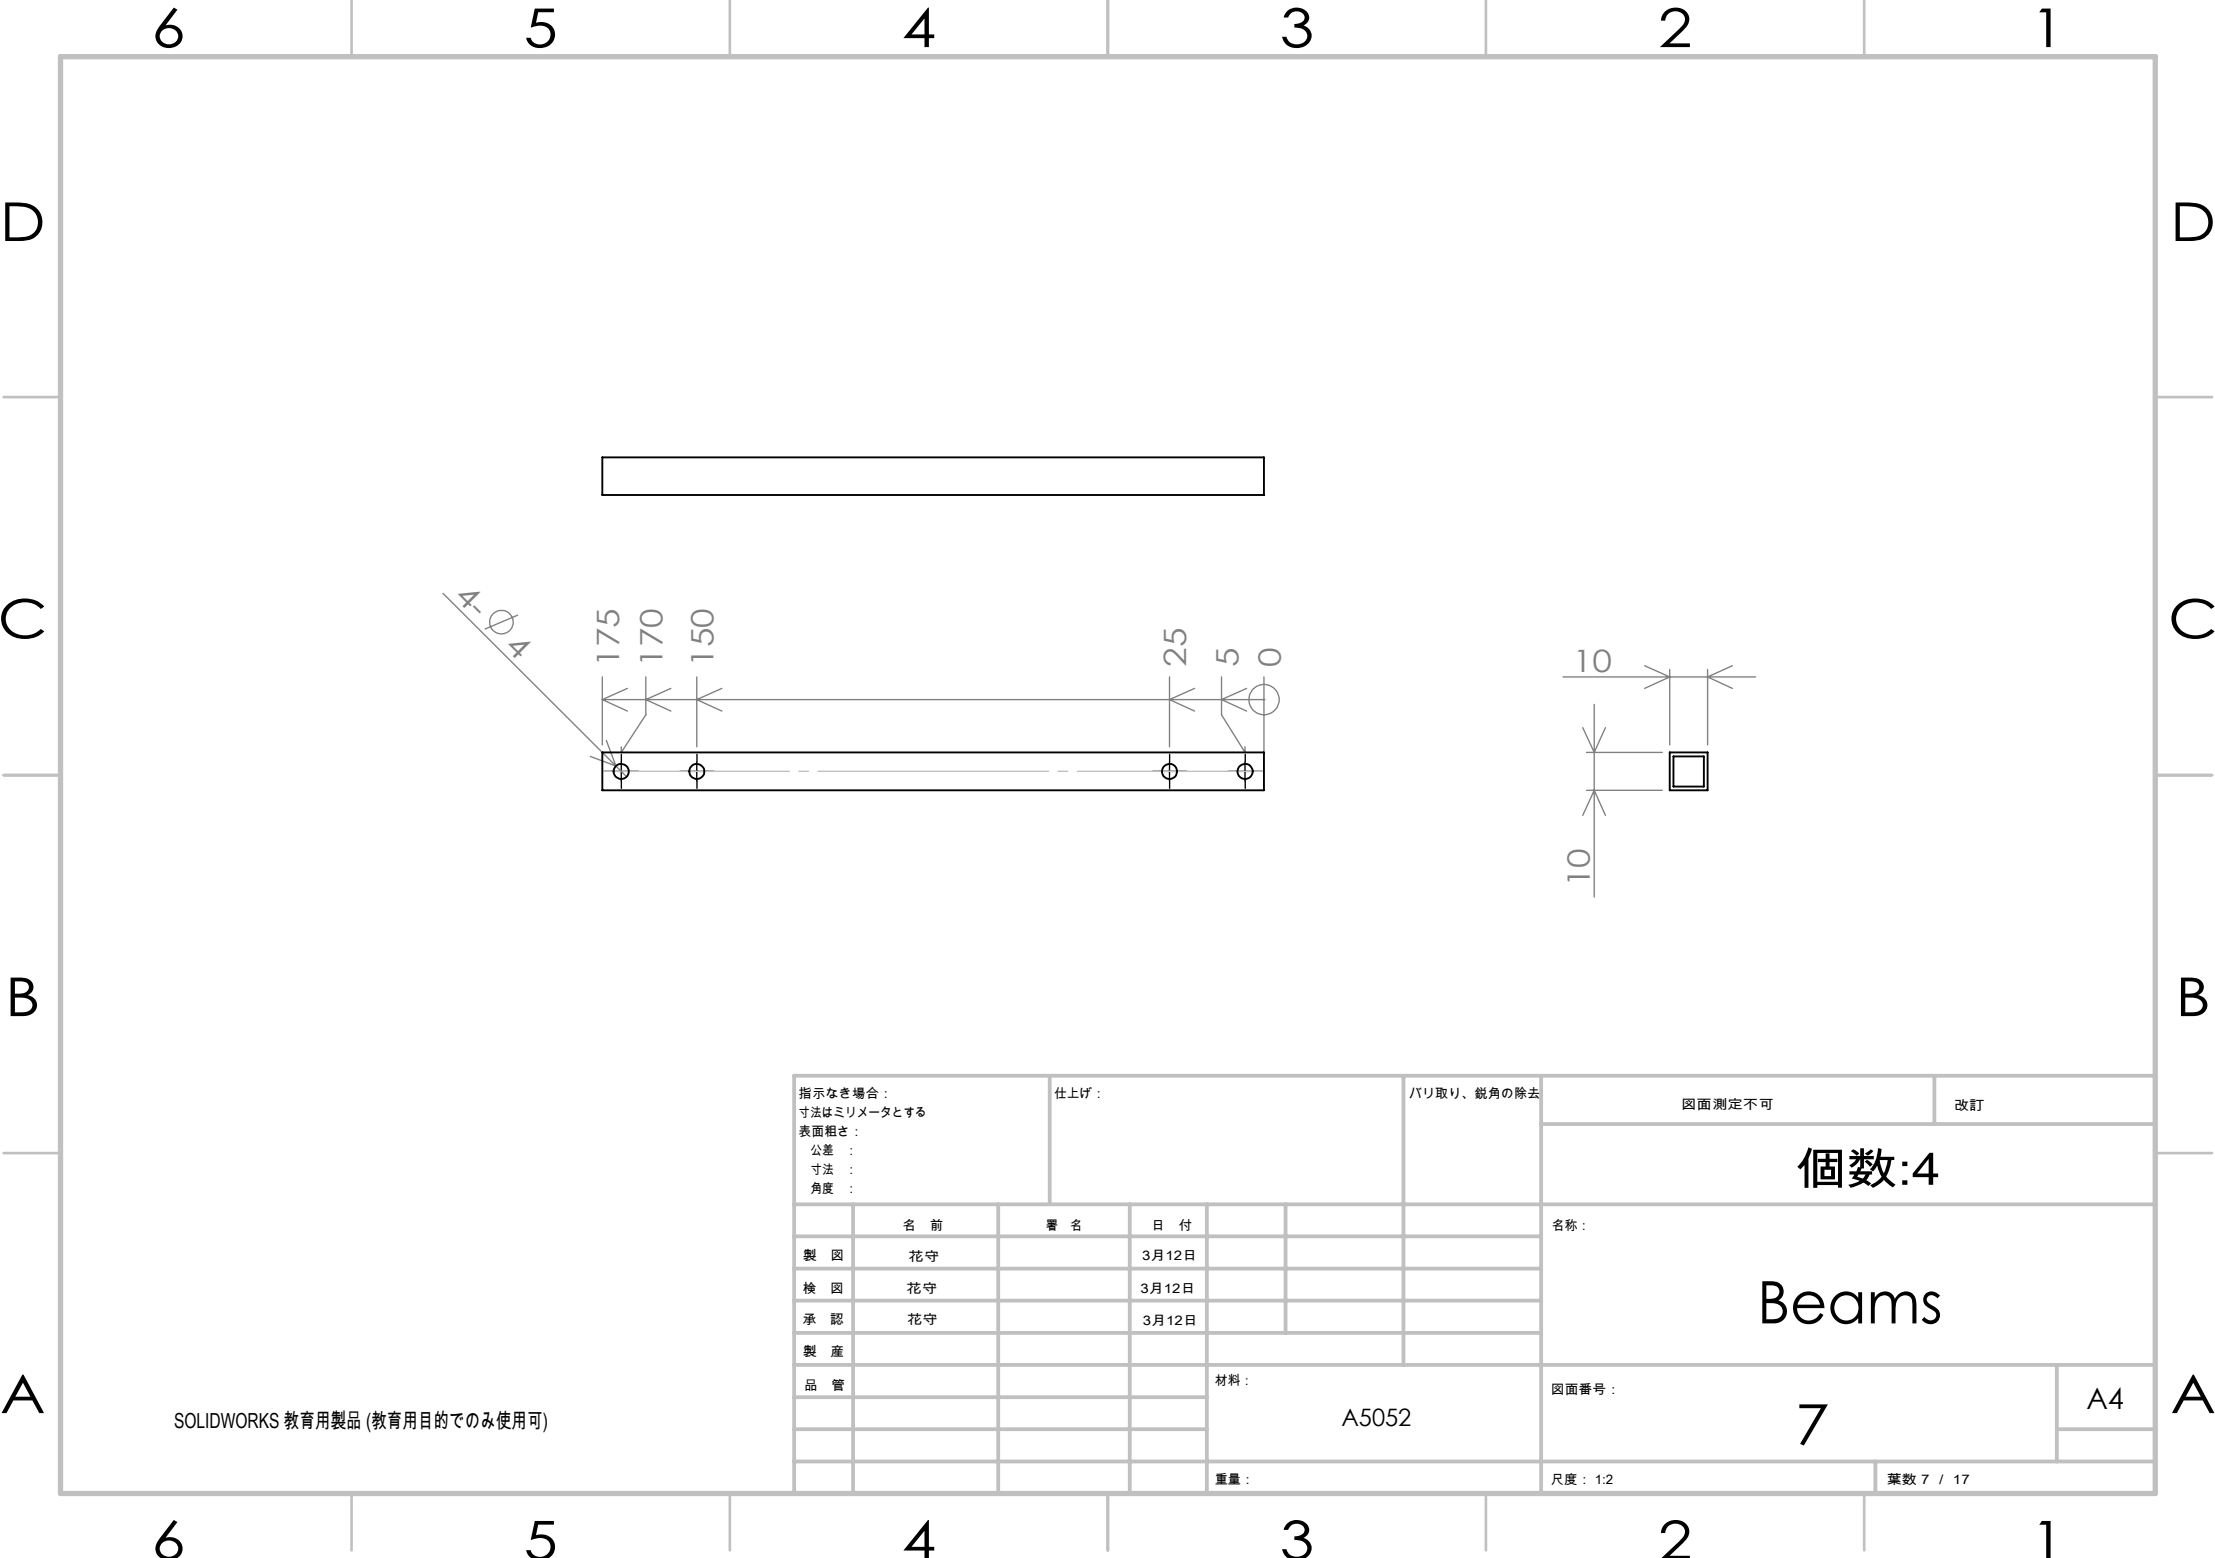 6 5 4 3 2 1
D D
C C
B B
A A
4-∅4
175 170 150 25 5 0
10
10
指示なき場合：
寸法はミリメータとする
表面粗さ：
公差 ：
寸法 ：
角度 ：
仕上げ：
バリ取り、鋭角の除去
図面測定不可
改訂
個数:4
名 前 署 名 日 付
製 図 花守 3月12日
検 図 花守 3月12日
承 認 花守 3月12日
製 産
品 管
名称：
Beams
材料：
A5052
図面番号：
7
A4
重量：
尺度： 1:2
葉数 7 / 17
SOLIDWORKS 教育用製品 (教育用目的でのみ使用可)
6 5 4 3 2 1